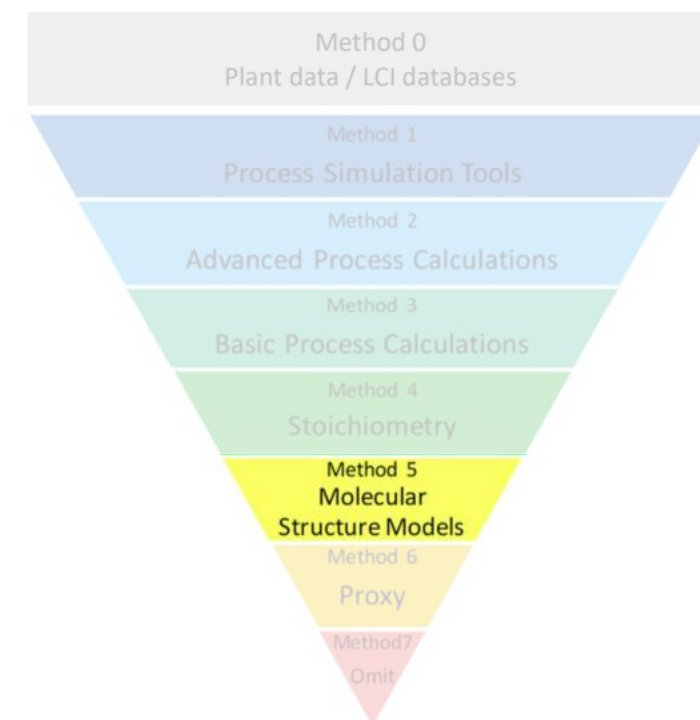 Method 0
Plant data / LCI databases
Method 1
Process Simulation Tools
Method 2
Advanced Process Calculations
Method 3
Basic Process Calculations
Method 4
Stoichiometry
Method 5
Molecular
Structure Models
Method 6
Proxy
Method7
Omit